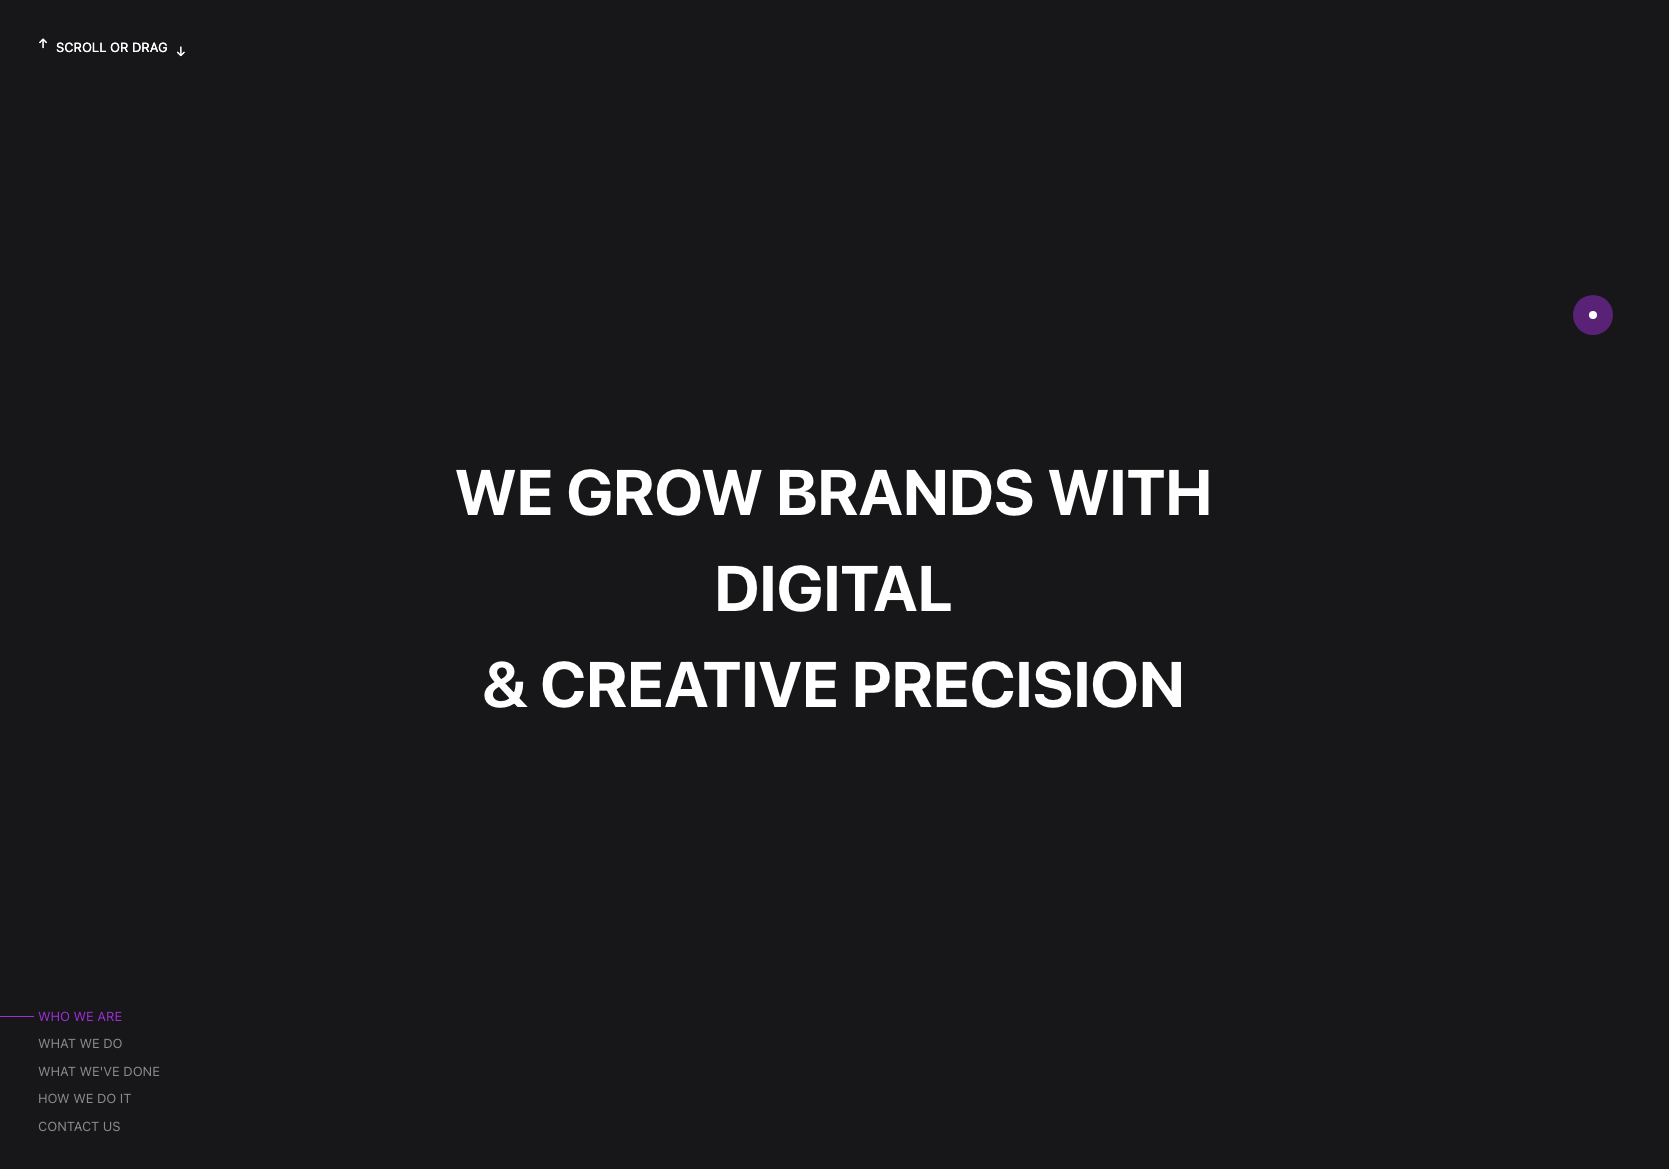 ↑ SCROLL OR DRAG ↓
WE GROW BRANDS WITH
DIGITAL
& CREATIVE PRECISION
WHO WE ARE
WHAT WE DO
WHAT WE'VE DONE
HOW WE DO IT
CONTACT US